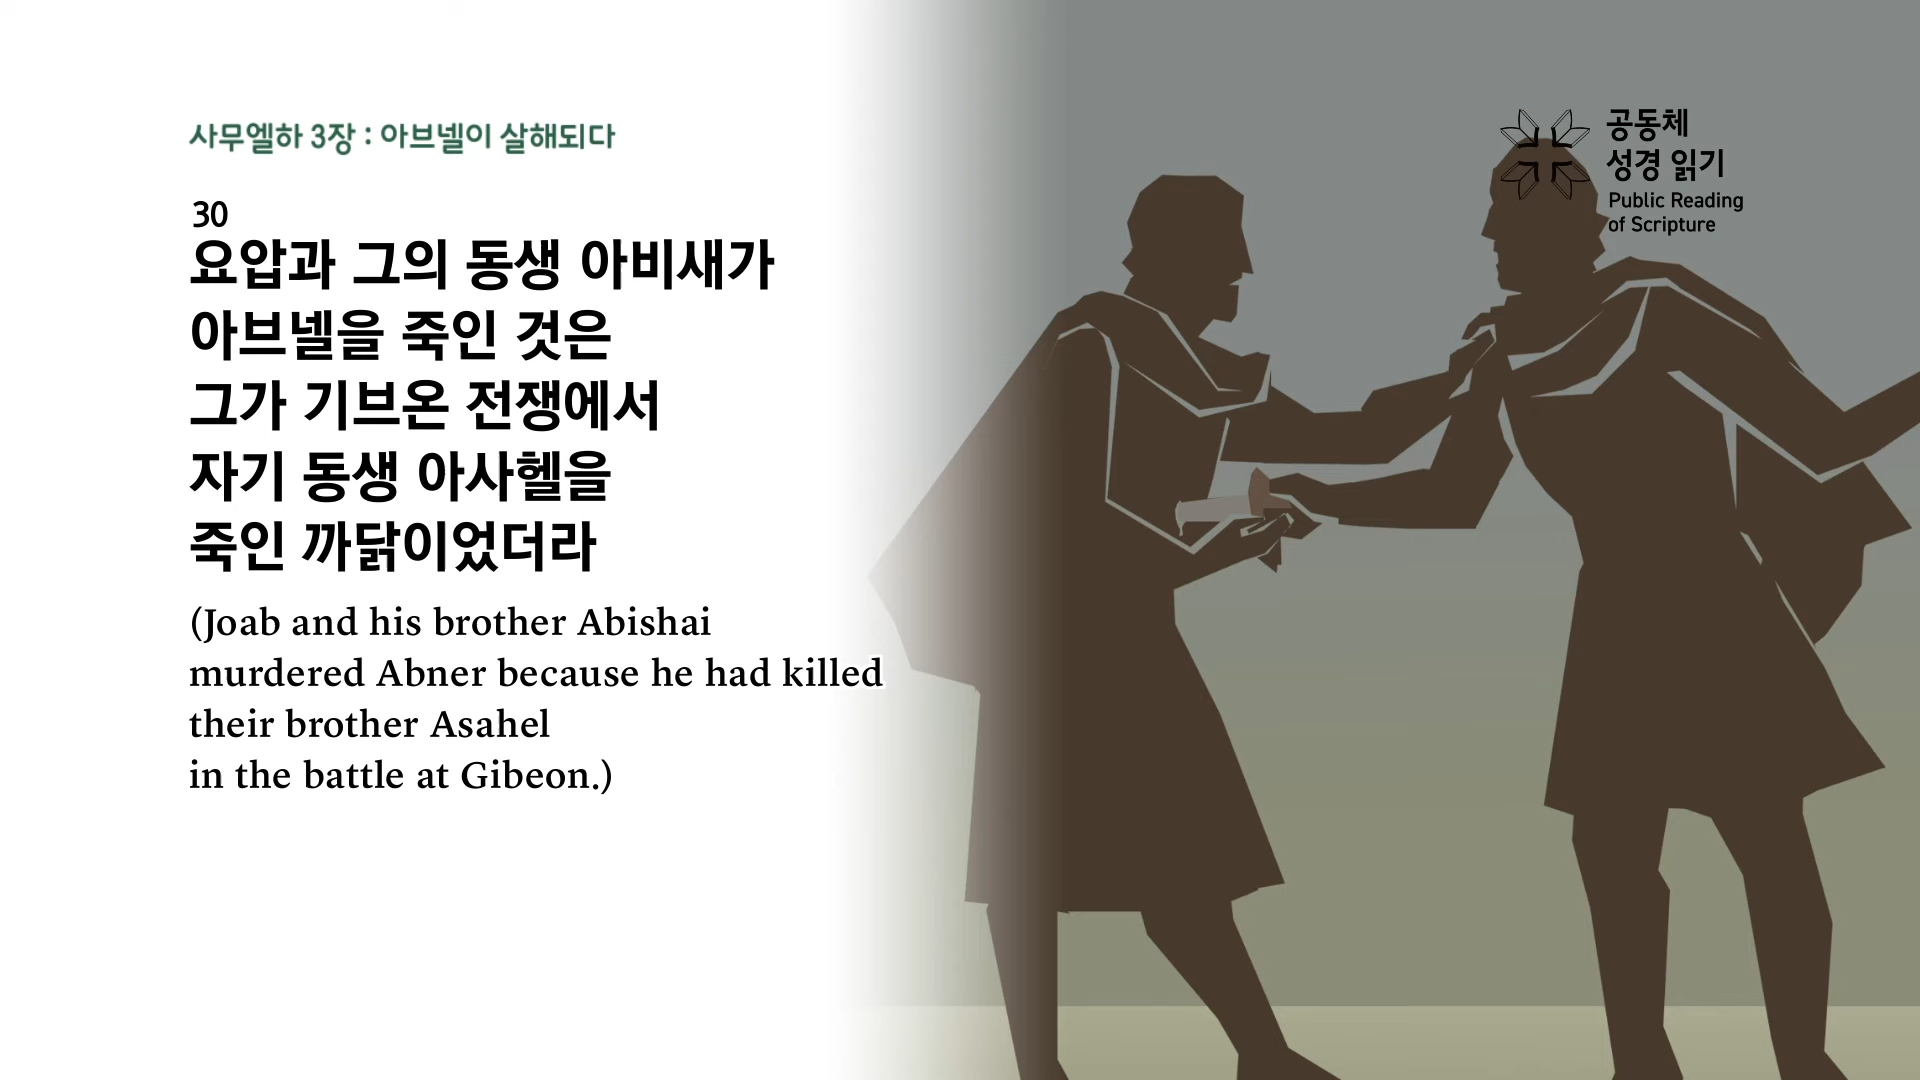 사무엘하 3장 : 아브넬이 살해되다
30
요압과 그의 동생 아비새가
아브넬을 죽인 것은
그가 기브온 전쟁에서
자기 동생 아사헬을
죽인 까닭이었더라
(Joab and his brother Abishai
murdered Abner because he had killed
their brother Asahel
in the battle at Gibeon.)
공동체
성경 읽기
Public Reading
of Scripture